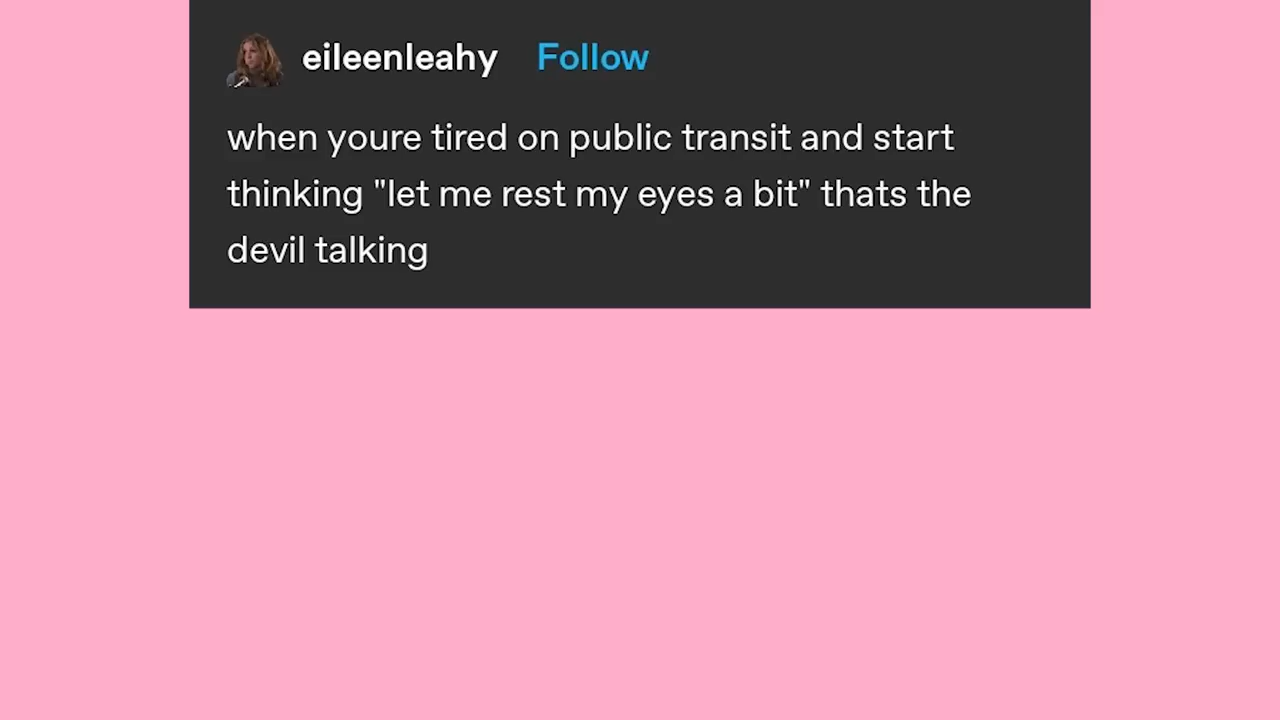 eileenleahy Follow
when youre tired on public transit and start
thinking "let me rest my eyes a bit" thats the
devil talking